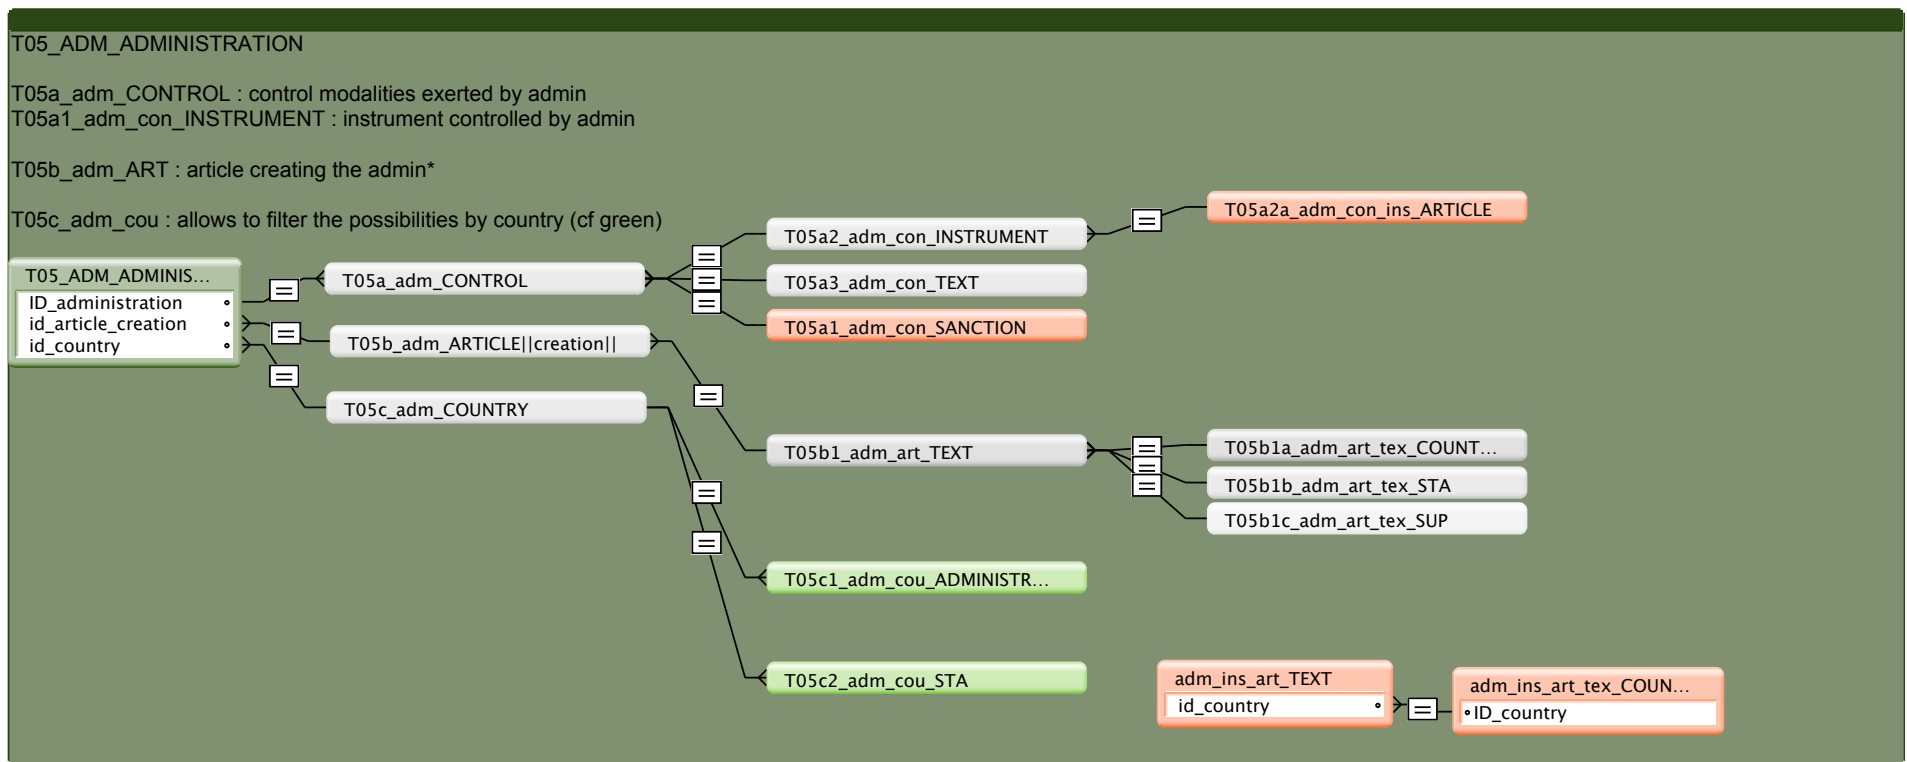 T05_ADM_ADMINISTRATION
T05a_adm_CONTROL : control modalities exerted by admin
T05a1_adm_con_INSTRUMENT : instrument controlled by admin
T05b_adm_ART : article creating the admin*
T05c_adm_cou : allows to filter the possibilities by country (cf green)
T05_ADM_ADMINIS...
ID_administration
id_article_creation
id_country
T05a_adm_CONTROL
T05b_adm_ARTICLE||creation||
T05c_adm_COUNTRY
T05a2_adm_con_INSTRUMENT
T05a3_adm_con_TEXT
T05a1_adm_con_SANCTION
T05a2a_adm_con_ins_ARTICLE
T05b1_adm_art_TEXT
T05b1a_adm_art_tex_COUNT...
T05b1b_adm_art_tex_STA
T05b1c_adm_art_tex_SUP
T05c1_adm_cou_ADMINISTR...
T05c2_adm_cou_STA
adm_ins_art_TEXT
id_country
adm_ins_art_tex_COUN...
ID_country